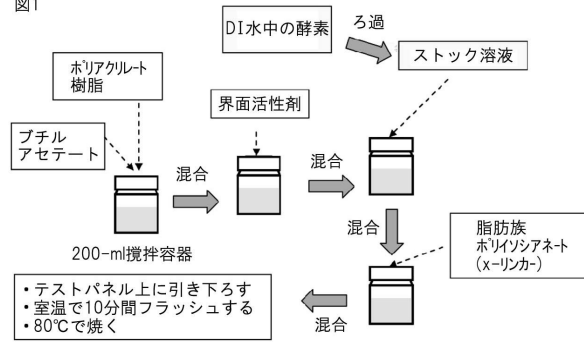 図1
DI水中の酵素
ろ過
ストック溶液
ポリアクリレート
樹脂
界面活性剤
ブチル
アセテート
混合
混合
200-ml攪拌容器
混合
脂肪族
ポリイソシアネート
(x-リンカー)
・テストパネル上に引き下ろす
・室温で10分間フラッシュする
・80℃で焼く
混合